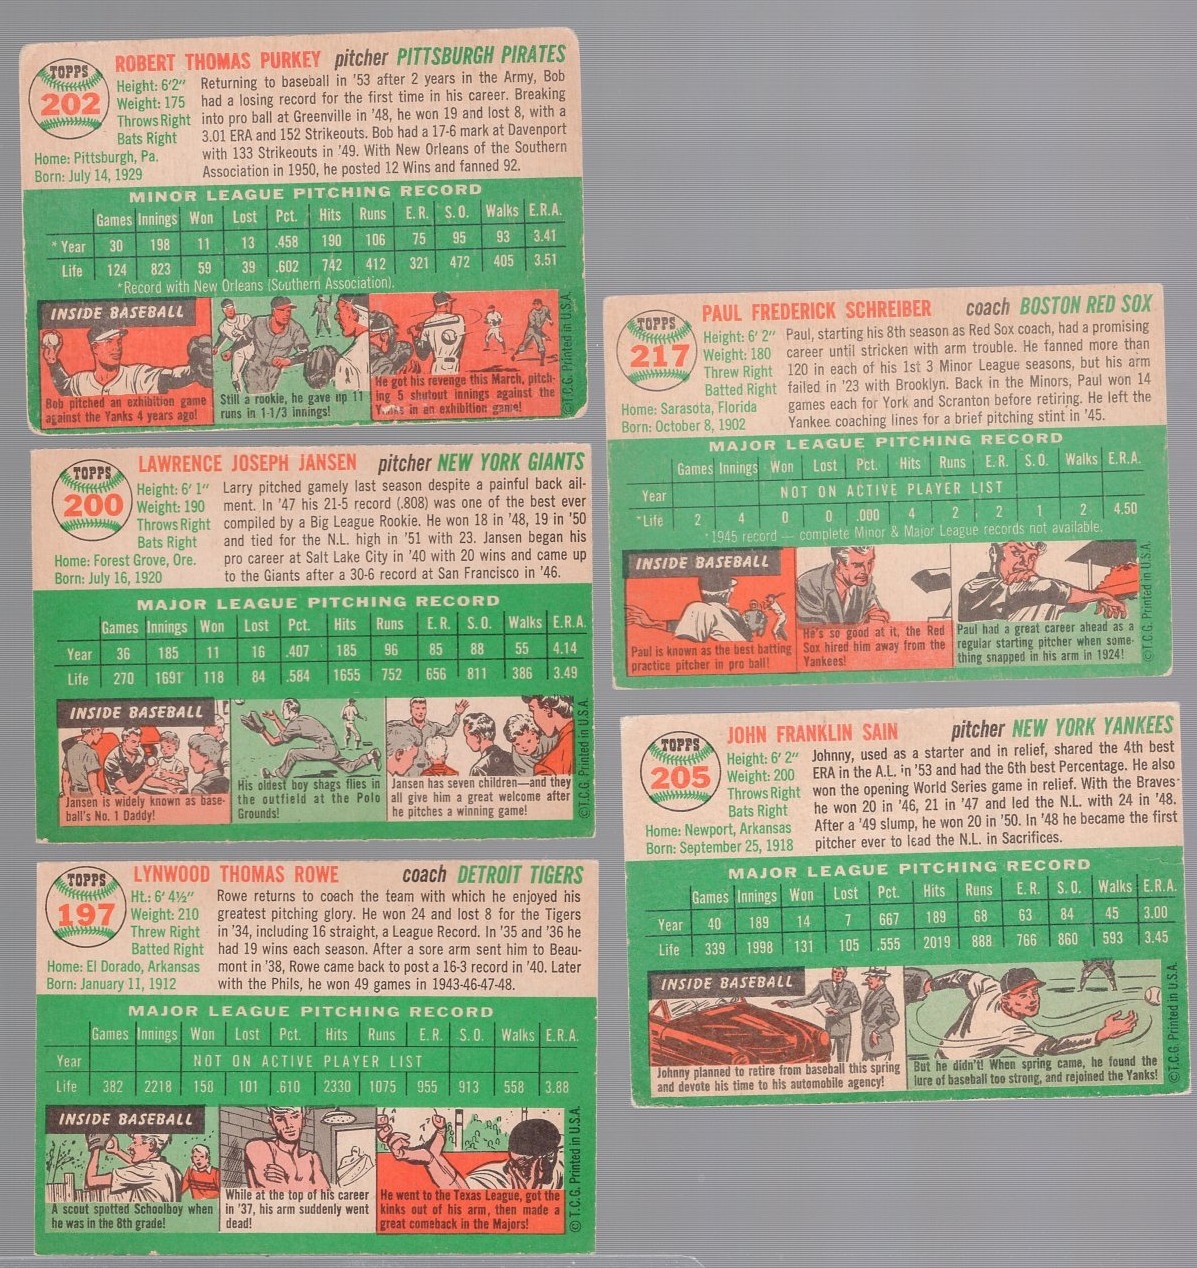 TOPPS
202
ROBERT THOMAS PURKEY pitcher PITTSBURGH PIRATES
Height: 6'2"
Weight: 175
Throws Right
Bats Right
Home: Pittsburgh, Pa.
Born: July 14, 1929
Returning to baseball in '53 after 2 years in the Army, Bob
had a losing record for the first time in his career. Breaking
into pro ball at Greenville in '48, he won 19 and lost 8, with a
3.01 ERA and 152 Strikeouts. Bob had a 17-6 mark at Davenport
with 133 Strikeouts in '49. With New Orleans of the Southern
Association in 1950, he posted 12 Wins and fanned 92.
MINOR LEAGUE PITCHING RECORD
Games Innings Won Lost Pct. Hits Runs E.R. S.O. Walks E.R.A.
*Year 30 198 11 13 .458 190 106 75 95 93 3.41
Life 124 823 59 39 .602 742 412 321 472 405 3.51
*Record with New Orleans (Southern Association).
INSIDE BASEBALL
Bob pitched an exhibition game
against the Yanks 4 years ago!
Still a rookie, he gave up 11
runs in 1-1/3 innings!
He got his revenge this March, pitch-
ing 5 shutout innings against the
Yanks in an exhibition game!
©T.C.G. Printed in U.S.A.
TOPPS
200
LAWRENCE JOSEPH JANSEN pitcher NEW YORK GIANTS
Height: 6' 1"
Weight: 190
Throws Right
Bats Right
Home: Forest Grove, Ore.
Born: July 16, 1920
Larry pitched gamely last season despite a painful back ail-
ment. In '47 his 21-5 record (.808) was one of the best ever
compiled by a Big League Rookie. He won 18 in '48, 19 in '50
and tied for the N.L. high in '51 with 23. Jansen began his
pro career at Salt Lake City in '40 with 20 wins and came up
to the Giants after a 30-6 record at San Francisco in '46.
MAJOR LEAGUE PITCHING RECORD
Games Innings Won Lost Pct. Hits Runs E.R. S.O. Walks E.R.A.
Year 36 185 11 16 .407 185 96 85 88 55 4.14
Life 270 1691 118 84 .584 1655 752 656 811 386 3.49
INSIDE BASEBALL
Jansen is widely known as base-
ball's No. 1 Daddy!
His oldest boy shags flies in
the outfield at the Polo
Grounds!
Jansen has seven children—and they
all give him a great welcome after
he pitches a winning game!
©T.C.G. Printed in U.S.A.
TOPPS
197
LYNWOOD THOMAS ROWE coach DETROIT TIGERS
Ht.: 6' 4½"
Weight: 210
Threw Right
Batted Right
Home: El Dorado, Arkansas
Born: January 11, 1912
Rowe returns to coach the team with which he enjoyed his
greatest pitching glory. He won 24 and lost 8 for the Tigers
in '34, including 16 straight, a League Record. In '35 and '36 he
had 19 wins each season. After a sore arm sent him to Beau-
mont in '38, Rowe came back to post a 16-3 record in '40. Later
with the Phils, he won 49 games in 1943-46-47-48.
MAJOR LEAGUE PITCHING RECORD
Games Innings Won Lost Pct. Hits Runs E.R. S.O. Walks E.R.A.
Year NOT ON ACTIVE PLAYER LIST
Life 382 2218 158 101 .610 2330 1075 955 913 558 3.88
INSIDE BASEBALL
A scout spotted Schoolboy when
he was in the 8th grade!
While at the top of his career
in '37, his arm suddenly went
dead!
He went to the Texas League, got the
kinks out of his arm, then made a
great comeback in the Majors!
©T.C.G. Printed in U.S.A.
TOPPS
217
PAUL FREDERICK SCHREIBER coach BOSTON RED SOX
Height: 6' 2"
Weight: 180
Threw Right
Batted Right
Home: Sarasota, Florida
Born: October 8, 1902
Paul, starting his 8th season as Red Sox coach, had a promising
career until stricken with arm trouble. He fanned more than
120 in each of his 1st 3 Minor League seasons, but his arm
failed in '23 with Brooklyn. Back in the Minors, Paul won 14
games each for York and Scranton before retiring. He left the
Yankee coaching lines for a brief pitching stint in '45.
MAJOR LEAGUE PITCHING RECORD
Games Innings Won Lost Pct. Hits Runs E.R. S.O. Walks E.R.A.
Year NOT ON ACTIVE PLAYER LIST
*Life 2 4 0 0 .000 4 2 2 1 2 4.50
*1945 record — complete Minor & Major League records not available.
INSIDE BASEBALL
Paul is known as the best batting
practice pitcher in pro ball!
He's so good at it, the Red
Sox hired him away from the
Yankees!
Paul had a great career ahead as a
regular starting pitcher when some-
thing snapped in his arm in 1924!
©T.C.G. Printed in U.S.A.
TOPPS
205
JOHN FRANKLIN SAIN pitcher NEW YORK YANKEES
Height: 6' 2"
Weight: 200
Throws Right
Bats Right
Home: Newport, Arkansas
Born: September 25, 1918
Johnny, used as a starter and in relief, shared the 4th best
ERA in the A.L. in '53 and had the 6th best Percentage. He also
won the opening World Series game in relief. With the Braves
he won 20 in '46, 21 in '47 and led the N.L. with 24 in '48.
After a '49 slump, he won 20 in '50. In '48 he became the first
pitcher ever to lead the N.L. in Sacrifices.
MAJOR LEAGUE PITCHING RECORD
Games Innings Won Lost Pct. Hits Runs E.R. S.O. Walks E.R.A.
Year 40 189 14 7 667 189 68 63 84 45 3.00
Life 339 1998 131 105 .555 2019 888 766 860 593 3.45
INSIDE BASEBALL
Johnny planned to retire from baseball this spring
and devote his time to his automobile agency!
But he didn't! When spring came, he found the
lure of baseball too strong, and rejoined the Yanks!
©T.C.G. Printed in U.S.A.